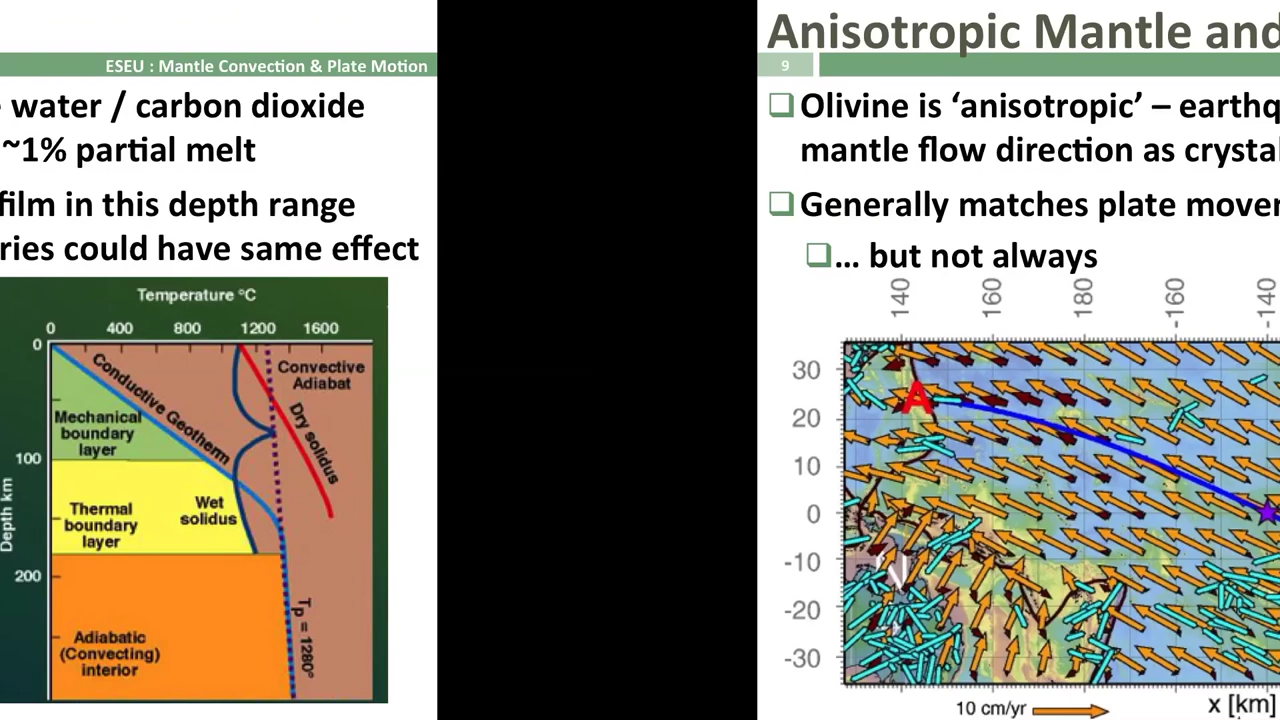 ESEU : Mantle Convection & Plate Motion
water / carbon dioxide
~1% partial melt
film in this depth range
ries could have same effect
Temperature °C
0 400 800 1200 1600
0
100
200
Depth km
Conductive Geotherm
Convective
Adiabat
Dry solidus
Mechanical
boundary
layer
Wet
solidus
Thermal
boundary
layer
Adiabatic
(Convecting)
interior
Tp = 1280°
Anisotropic Mantle and
9
❑ Olivine is ‘anisotropic’ – earthq
mantle flow direction as crysta
❑ Generally matches plate mover
❑ … but not always
140 160 180 -160 -140
30
20
10
0
-10
-20
-30
A
N
10 cm/yr
x [km]